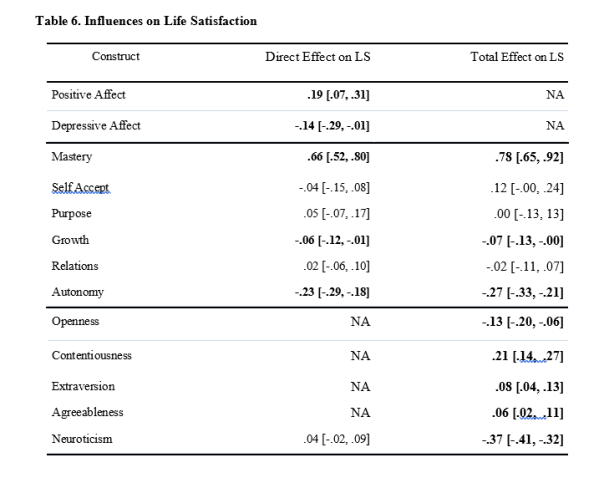 Table 6. Influences on Life Satisfaction
Construct Direct Effect on LS Total Effect on LS
Positive Affect .19 [.07, .31] NA
Depressive Affect -.14 [-.29, -.01] NA
Mastery .66 [.52, .80] .78 [.65, .92]
Self Accept -.04 [-.15, .08] .12 [-.00, .24]
Purpose .05 [-.07, .17] .00 [-.13, 13]
Growth -.06 [-.12, -.01] -.07 [-.13, -.00]
Relations .02 [-.06, .10] -.02 [-.11, .07]
Autonomy -.23 [-.29, -.18] -.27 [-.33, -.21]
Openness NA -.13 [-.20, -.06]
Contentiousness NA .21 [.14, .27]
Extraversion NA .08 [.04, .13]
Agreeableness NA .06 [.02, .11]
Neuroticism .04 [-.02, .09] -.37 [-.41, -.32]